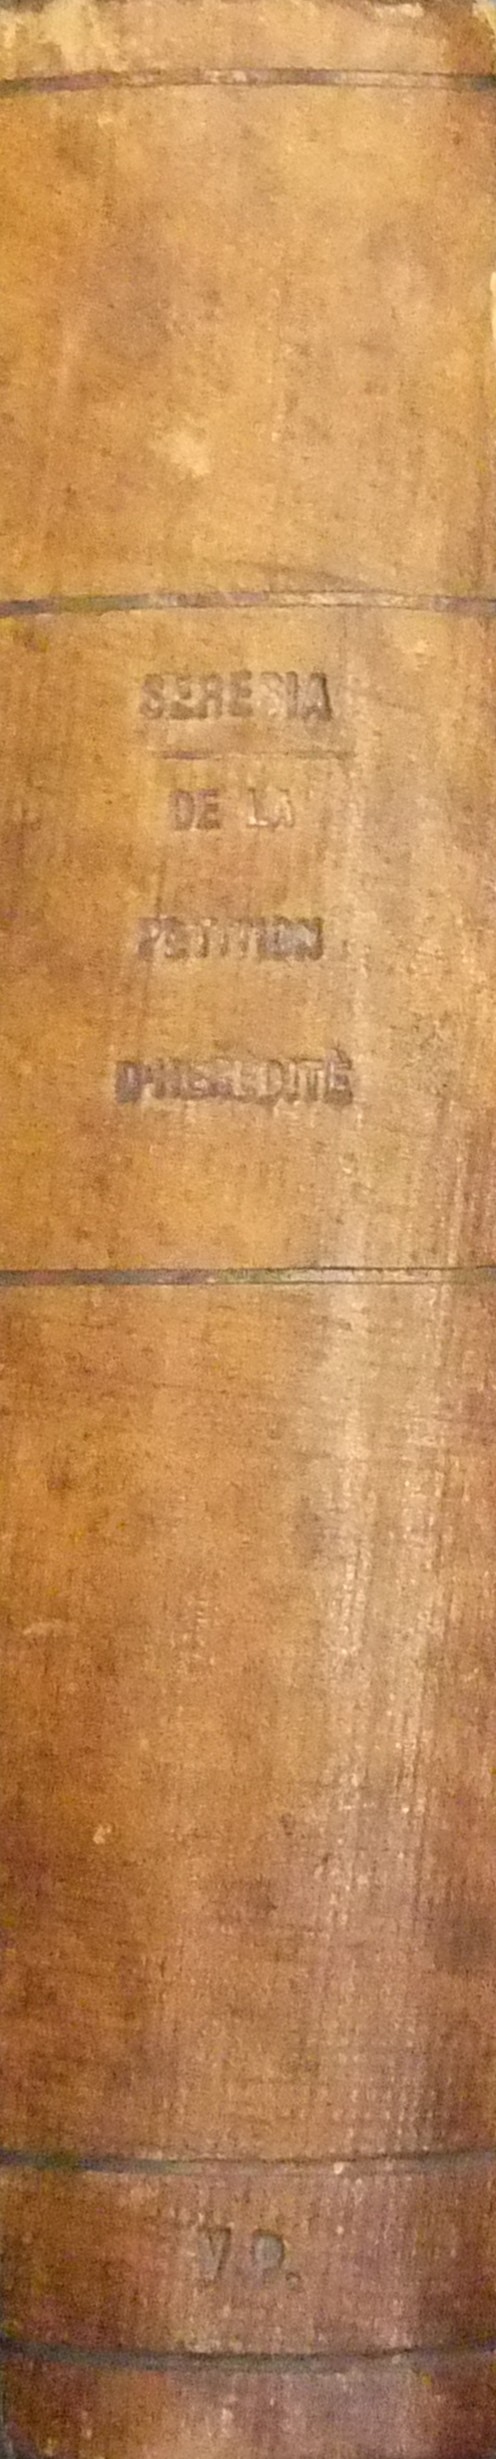 SERESIA
DE LA
PETITION
D'HEREDITÉ
V P.